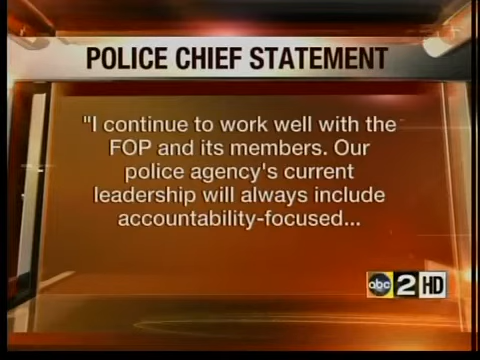 POLICE CHIEF STATEMENT
"I continue to work well with the
FOP and its members. Our
police agency's current
leadership will always include
accountability-focused...
abc 2 HD